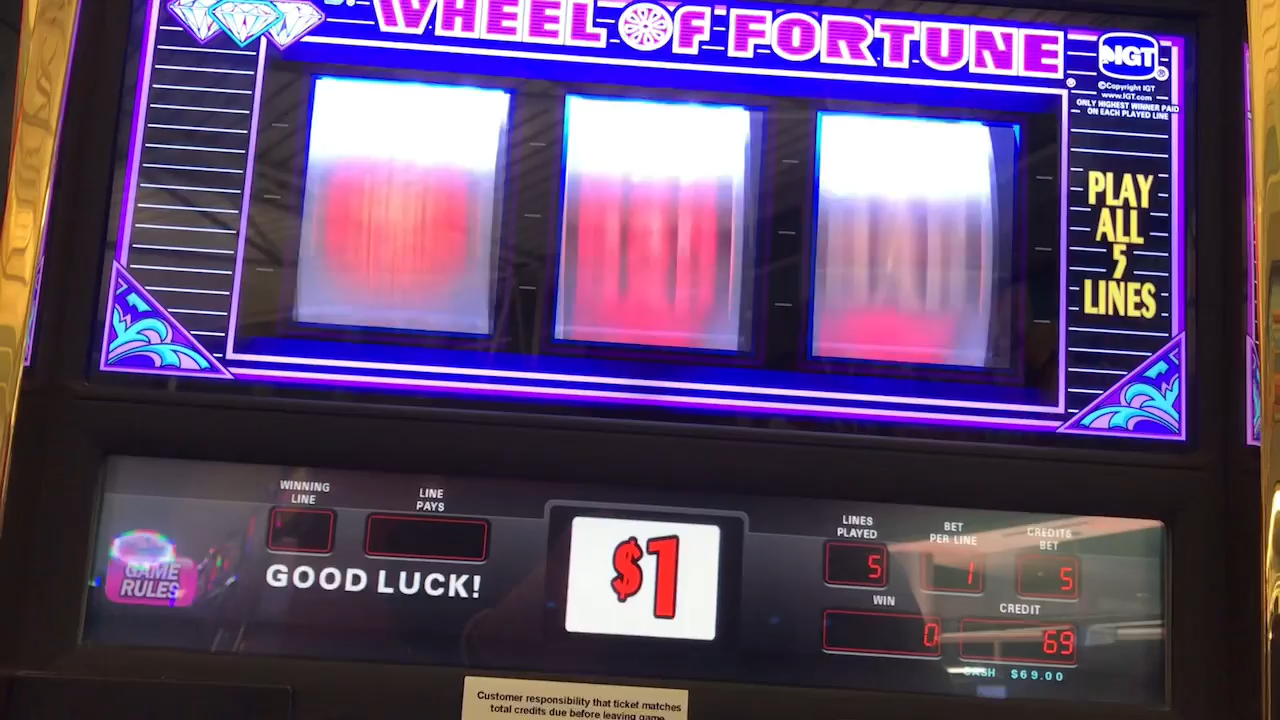 WHEEL OF FORTUNE
IGT
®
©Copyright IGT
www.IGT.com
ONLY HIGHEST WINNER PAID
ON EACH PLAYED LINE
PLAY
ALL
5
LINES
WINNING
LINE
LINE
PAYS
GAME
RULES
GOOD LUCK!
$1
LINES
PLAYED
5
BET
PER LINE
1
CREDITS
BET
5
WIN
0
CREDIT
69
CASH $69.00
Customer responsibility that ticket matches
total credits due before leaving game